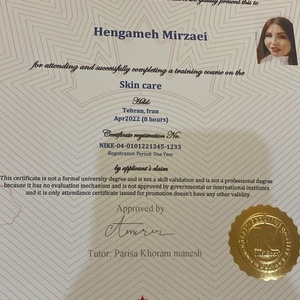 Hengameh Mirzaei
for attending and successfully completing a training course on the
Skin care
Held:
Tehran, Iran
Apr2022 (8 hours)
Certificate registration No.
NIKE-04-0101221345-1233
Registration Period: One Year
by applicant's claim
This certificate is not a formal university degree and is not a skill validation and is not a professional degree
because it has no evaluation mechanism and is not approved by governmental or international institutes
and it is only attendance certificate issued for promotion doesn't have any other validity.
Approved by
Tutor: Parisa Khoram manesh